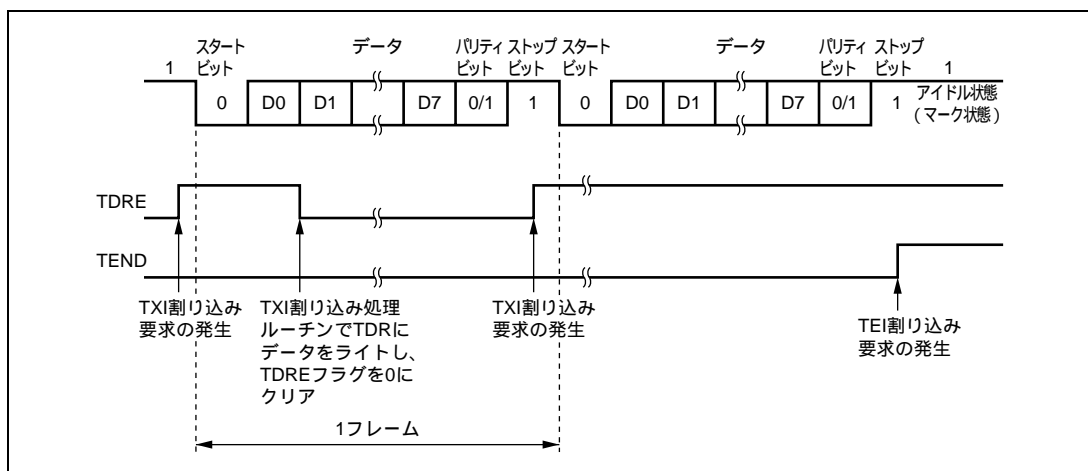 スタート データ パリティ ストップ スタート データ パリティ ストップ
1 ビット ビット ビット ビット ビット ビット 1
0 D0 D1 D7 0/1 1 0 D0 D1 D7 0/1 1 アイドル状態
(マーク状態)
TDRE
TEND
TXI割り込み
要求の発生
TXI割り込み処理
ルーチンでTDRに
データをライトし、
TDREフラグを0に
クリア
TXI割り込み
要求の発生
TEI割り込み
要求の発生
1フレーム